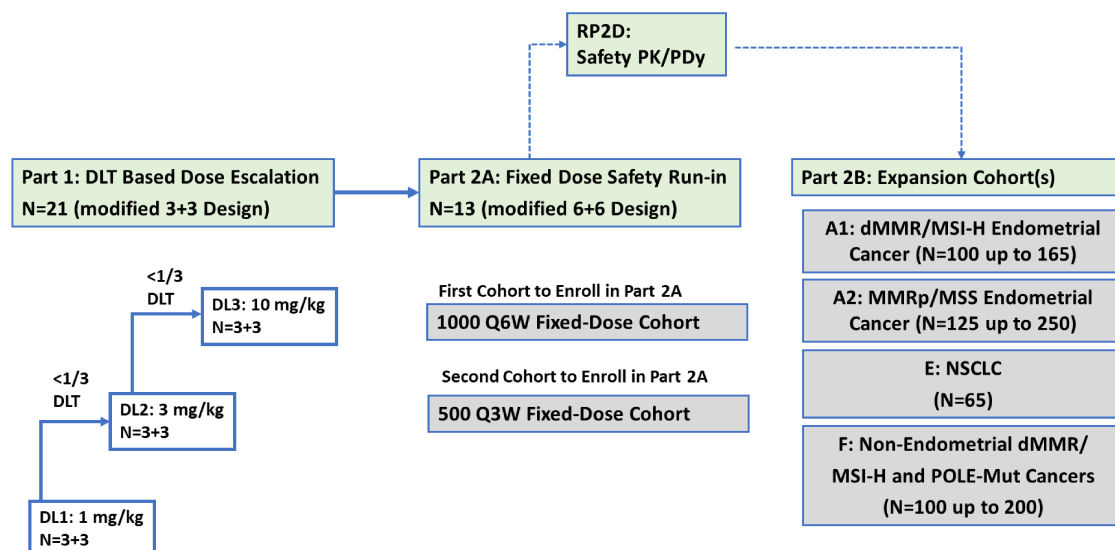 RP2D:
Safety PK/PDy
Part 1: DLT Based Dose Escalation
N=21 (modified 3+3 Design)
Part 2A: Fixed Dose Safety Run-in
N=13 (modified 6+6 Design)
Part 2B: Expansion Cohort(s)
<1/3
DLT
DL3: 10 mg/kg
N=3+3
<1/3
DLT
DL2: 3 mg/kg
N=3+3
DL1: 1 mg/kg
N=3+3
First Cohort to Enroll in Part 2A
1000 Q6W Fixed-Dose Cohort
Second Cohort to Enroll in Part 2A
500 Q3W Fixed-Dose Cohort
A1: dMMR/MSI-H Endometrial
Cancer (N=100 up to 165)
A2: MMRp/MSS Endometrial
Cancer (N=125 up to 250)
E: NSCLC
(N=65)
F: Non-Endometrial dMMR/
MSI-H and POLE-Mut Cancers
(N=100 up to 200)